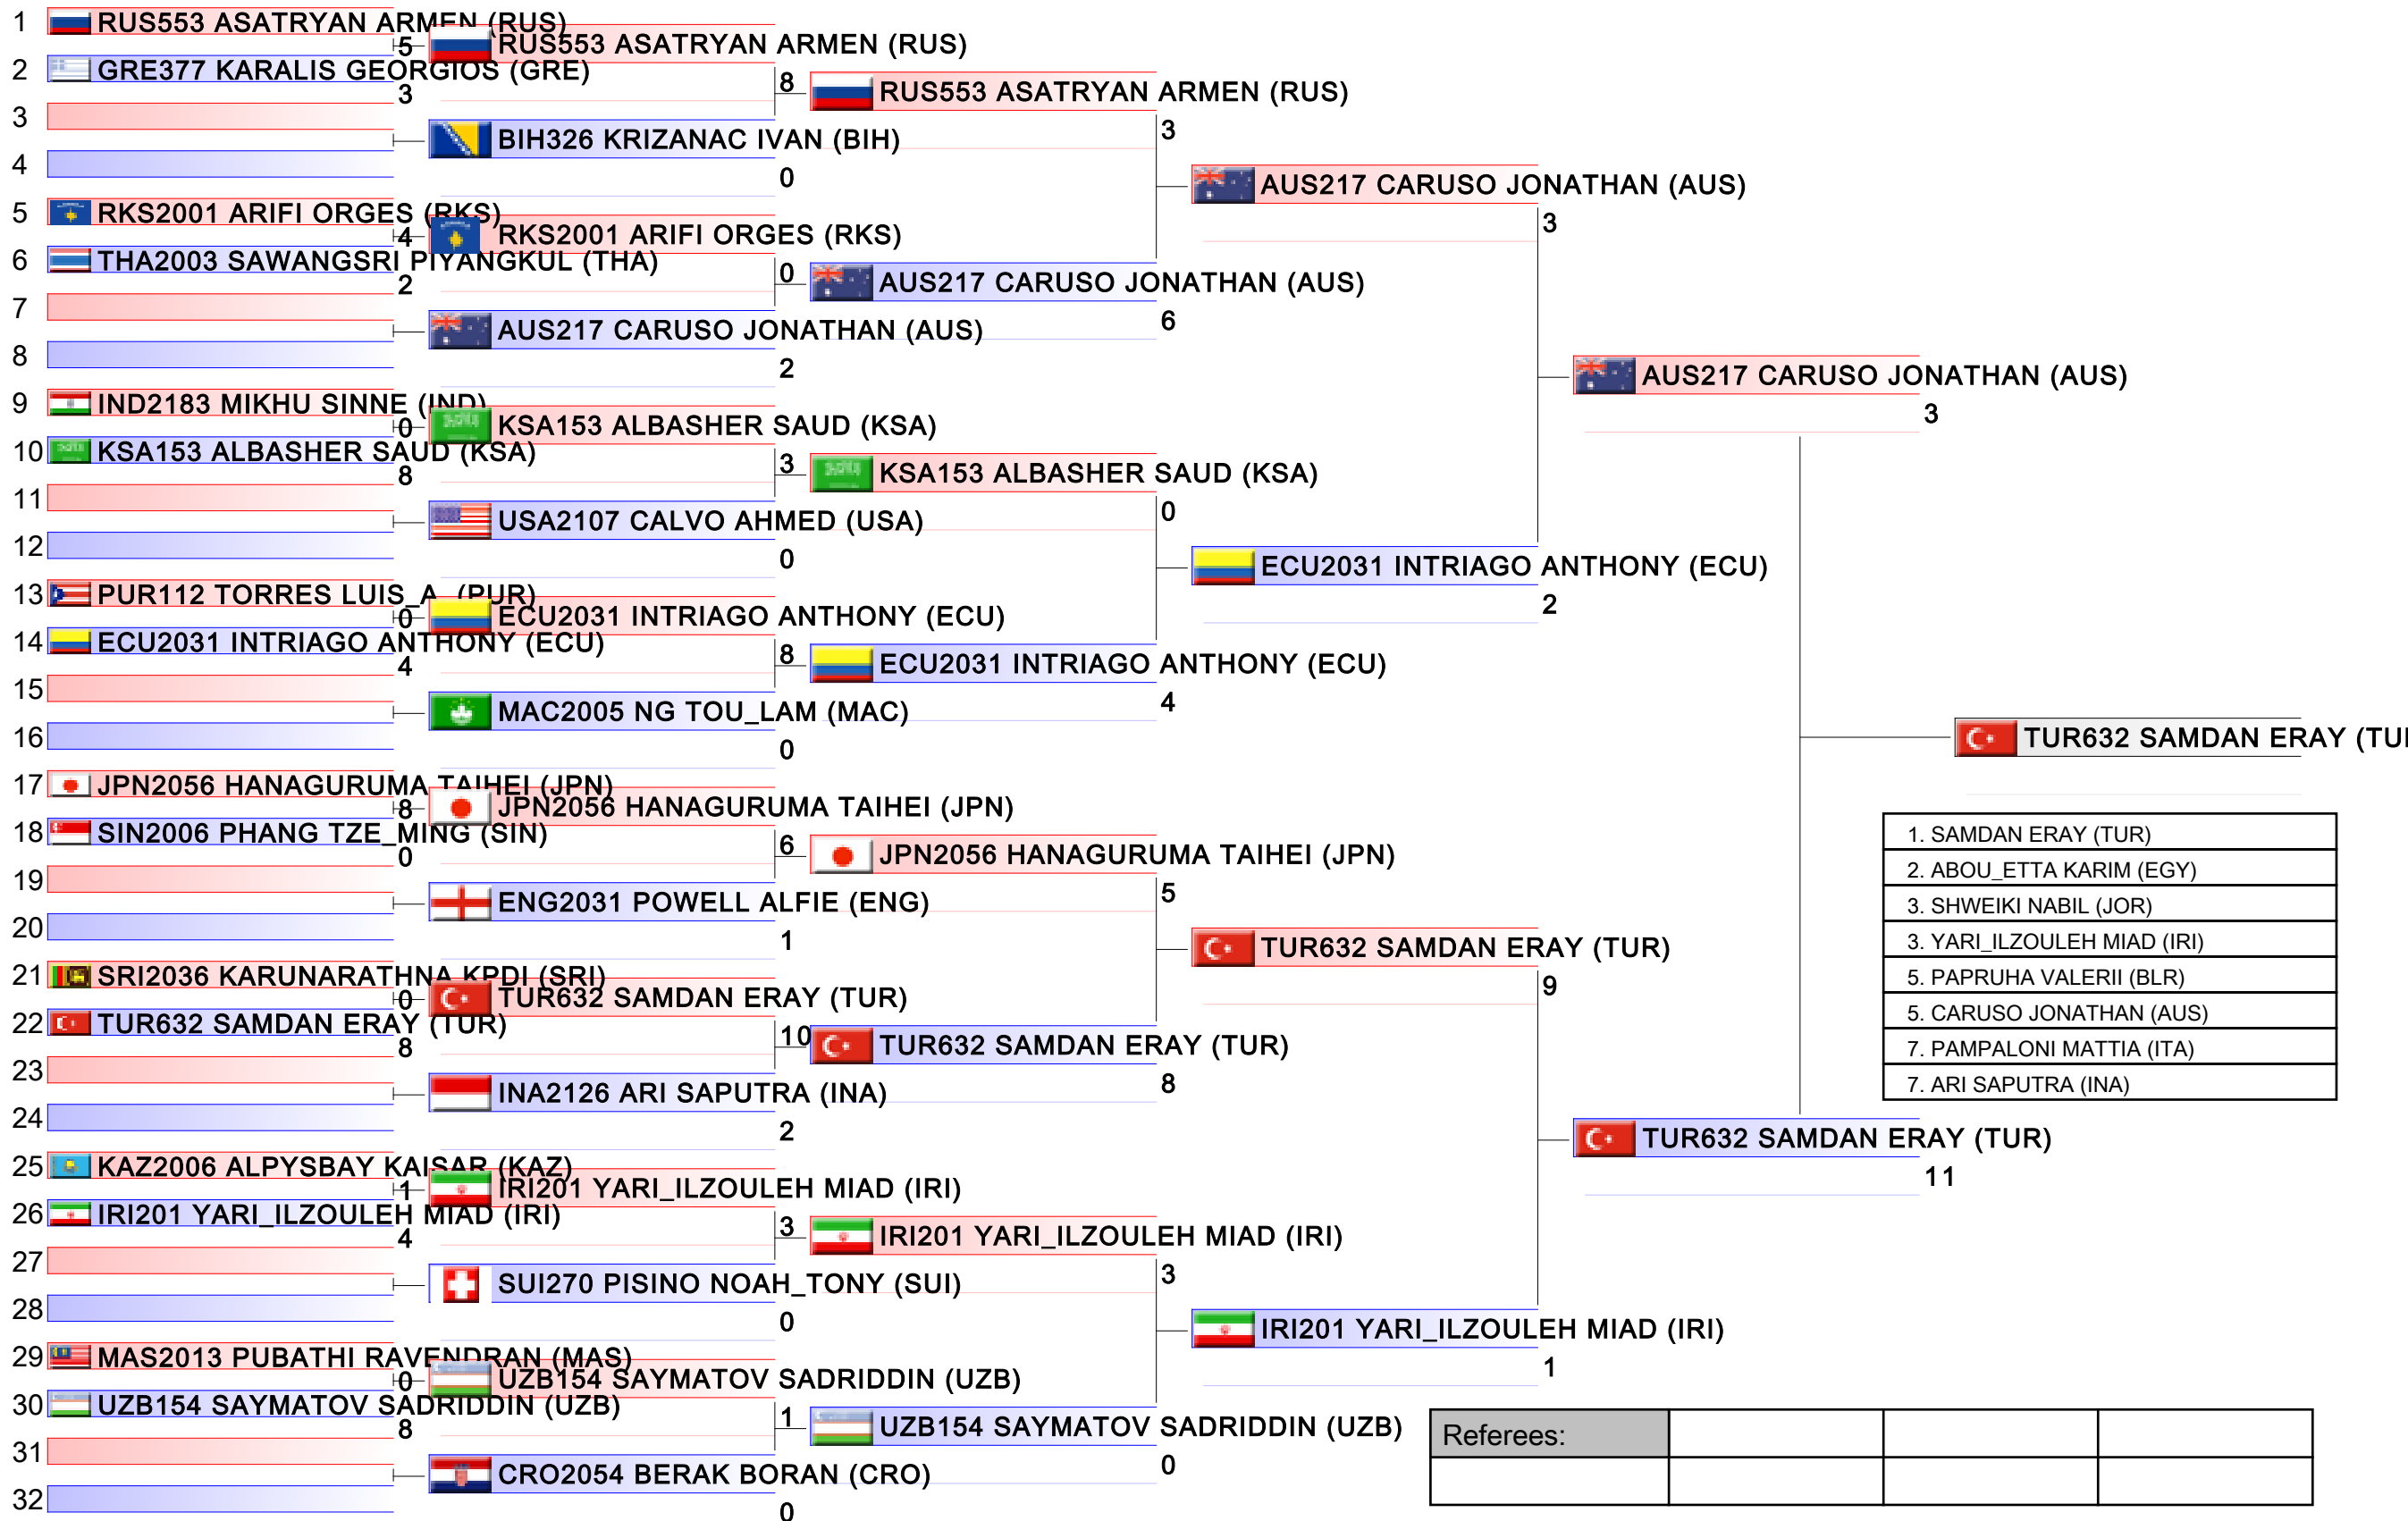 1 RUS553 ASATRYAN ARMEN (RUS)
5
2 GRE377 KARALIS GEORGIOS (GRE)
3
3
4
5 RKS2001 ARIFI ORGES (RKS)
4
6 THA2003 SAWANGSRI PIYANGKUL (THA)
2
7
8
9 IND2183 MIKHU SINNE (IND)
0
10 KSA153 ALBASHER SAUD (KSA)
8
11
12
13 PUR112 TORRES LUIS_A. (PUR)
0
14 ECU2031 INTRIAGO ANTHONY (ECU)
4
15
16
17 JPN2056 HANAGURUMA TAIHEI (JPN)
8
18 SIN2006 PHANG TZE_MING (SIN)
0
19
20
21 SRI2036 KARUNARATHNA KPDI (SRI)
0
22 TUR632 SAMDAN ERAY (TUR)
8
23
24
25 KAZ2006 ALPYSBAY KAISAR (KAZ)
1
26 IRI201 YARI_ILZOULEH MIAD (IRI)
4
27
28
29 MAS2013 PUBATHI RAVENDRAN (MAS)
0
30 UZB154 SAYMATOV SADRIDDIN (UZB)
8
31
32
RUS553 ASATRYAN ARMEN (RUS)
8
BIH326 KRIZANAC IVAN (BIH)
0
RKS2001 ARIFI ORGES (RKS)
0
AUS217 CARUSO JONATHAN (AUS)
2
KSA153 ALBASHER SAUD (KSA)
3
USA2107 CALVO AHMED (USA)
0
ECU2031 INTRIAGO ANTHONY (ECU)
8
MAC2005 NG TOU_LAM (MAC)
0
JPN2056 HANAGURUMA TAIHEI (JPN)
6
ENG2031 POWELL ALFIE (ENG)
1
TUR632 SAMDAN ERAY (TUR)
10
INA2126 ARI SAPUTRA (INA)
2
IRI201 YARI_ILZOULEH MIAD (IRI)
3
SUI270 PISINO NOAH_TONY (SUI)
0
UZB154 SAYMATOV SADRIDDIN (UZB)
1
CRO2054 BERAK BORAN (CRO)
0
RUS553 ASATRYAN ARMEN (RUS)
3
AUS217 CARUSO JONATHAN (AUS)
6
KSA153 ALBASHER SAUD (KSA)
0
ECU2031 INTRIAGO ANTHONY (ECU)
4
JPN2056 HANAGURUMA TAIHEI (JPN)
5
TUR632 SAMDAN ERAY (TUR)
8
IRI201 YARI_ILZOULEH MIAD (IRI)
3
UZB154 SAYMATOV SADRIDDIN (UZB)
0
AUS217 CARUSO JONATHAN (AUS)
3
ECU2031 INTRIAGO ANTHONY (ECU)
2
TUR632 SAMDAN ERAY (TUR)
9
IRI201 YARI_ILZOULEH MIAD (IRI)
1
AUS217 CARUSO JONATHAN (AUS)
3
TUR632 SAMDAN ERAY (TUR)
11
TUR632 SAMDAN ERAY (TU
1. SAMDAN ERAY (TUR)
2. ABOU_ETTA KARIM (EGY)
3. SHWEIKI NABIL (JOR)
3. YARI_ILZOULEH MIAD (IRI)
5. PAPRUHA VALERII (BLR)
5. CARUSO JONATHAN (AUS)
7. PAMPALONI MATTIA (ITA)
7. ARI SAPUTRA (INA)
Referees: